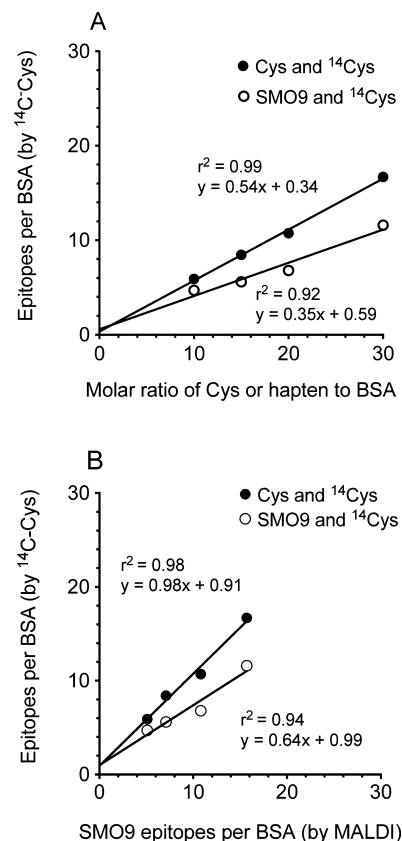 A
Epitopes per BSA (by ¹⁴C-Cys)
30
20
10
0
Cys and ¹⁴Cys
SMO9 and ¹⁴Cys
r² = 0.99
y = 0.54x + 0.34
r² = 0.92
y = 0.35x + 0.59
0 10 20 30
Molar ratio of Cys or hapten to BSA
B
Epitopes per BSA (by ¹⁴C-Cys)
30
20
10
0
Cys and ¹⁴Cys
SMO9 and ¹⁴Cys
r² = 0.98
y = 0.98x + 0.91
r² = 0.94
y = 0.64x + 0.99
0 10 20 30
SMO9 epitopes per BSA (by MALDI)